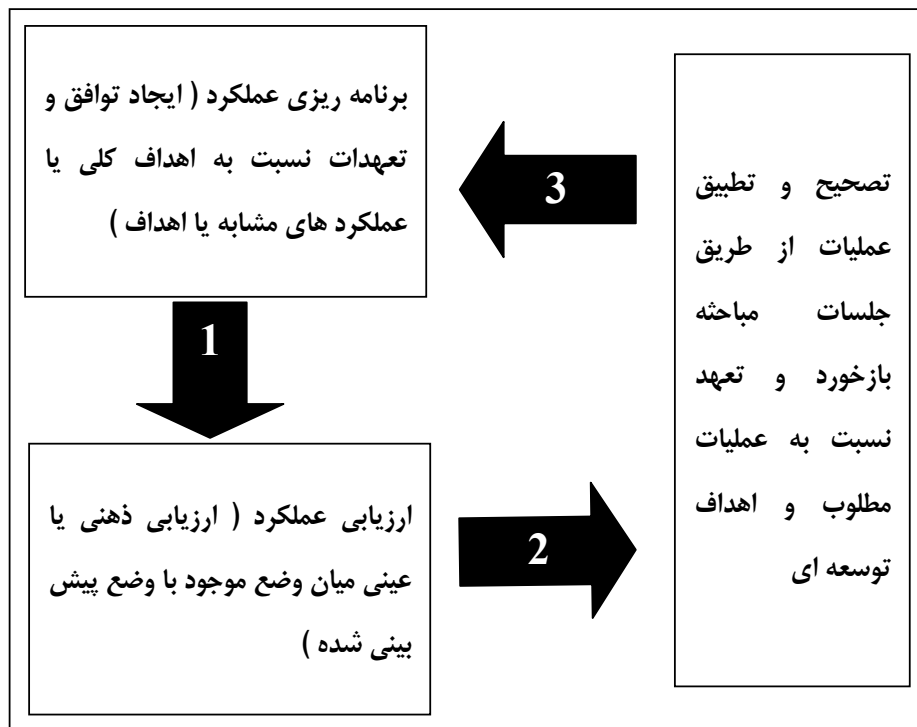 برنامه ریزی عملکرد ( ایجاد توافق و
تعهدات نسبت به اهداف کلی یا
عملکرد های مشابه یا اهداف )
1
ارزیابی عملکرد ( ارزیابی ذهنی یا
عینی میان وضع موجود با وضع پیش
بینی شده )
2
تصحیح و تطبیق
عملیات از طریق
جلسات مباحثه
بازخورد و تعهد
نسبت به عملیات
مطلوب و اهداف
توسعه ای
3